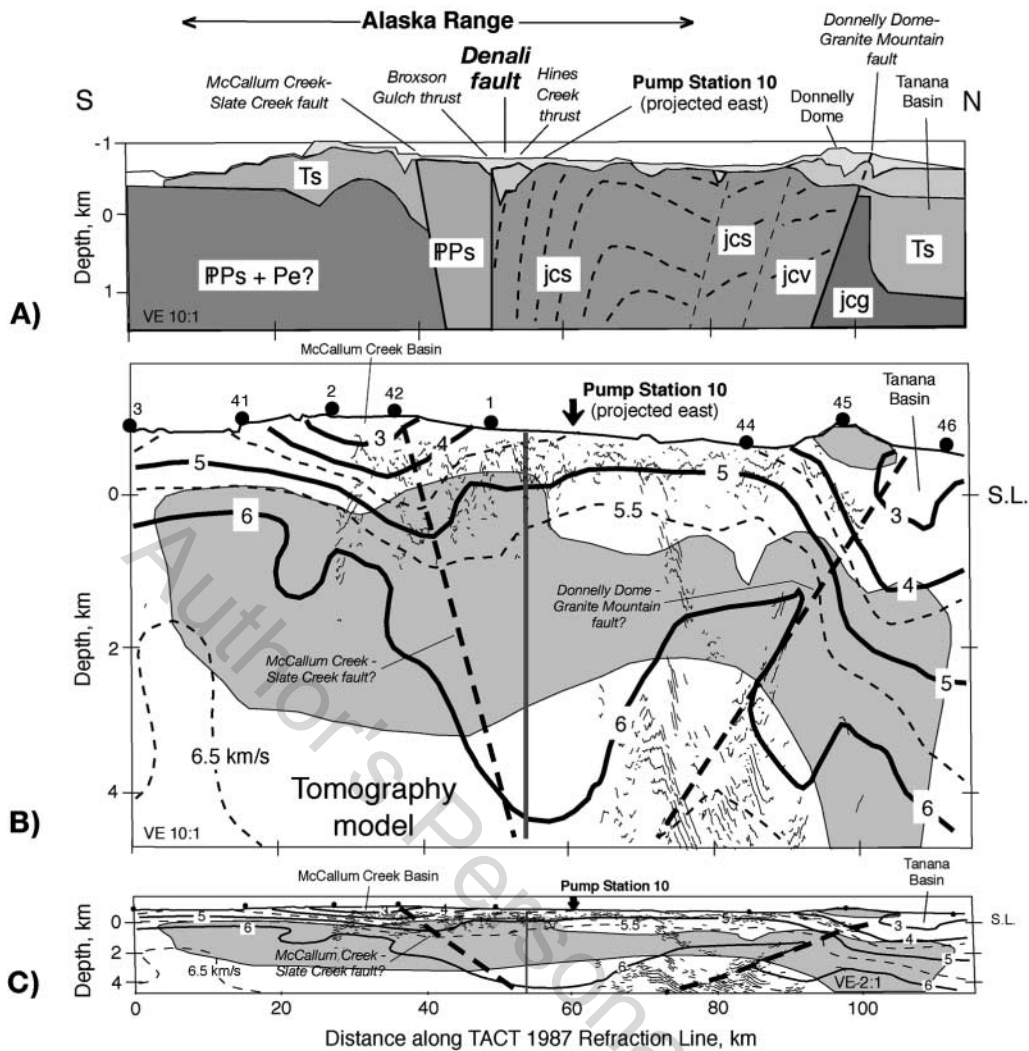 Alaska Range
McCallum Creek-
Slate Creek fault
Broxson
Gulch thrust
Denali
fault
Hines
Creek
thrust
Pump Station 10
(projected east)
Donnelly Dome-
Granite Mountain
fault
Donnelly
Dome
Tanana
Basin
S
N
-1
0
1
Depth, km
Ts
ⅣPPs + Pe?
ⅣPPs
jcs
jcs
jcv
jcg
Ts
VE 10:1
A)
McCallum Creek Basin
3
41
2
42
1
Pump Station 10
(projected east)
44
45
46
Tanana
Basin
3
4
5
5
3
S.L.
0
2
4
Depth, km
6
5.5
4
Donnelly Dome -
Granite Mountain
fault?
McCallum Creek -
Slate Creek fault?
5
6
6
6.5 km/s
Tomography
model
VE 10:1
B)
McCallum Creek Basin
Pump Station 10
Tanana
Basin
0
2
4
Depth, km
5
6
3
4
5.5
5
3
4
S.L.
6.5 km/s
McCallum Creek -
Slate Creek fault?
6
5
6
VE 2:1
C)
0
20
40
60
80
100
Distance along TACT 1987 Refraction Line, km
Author's Person